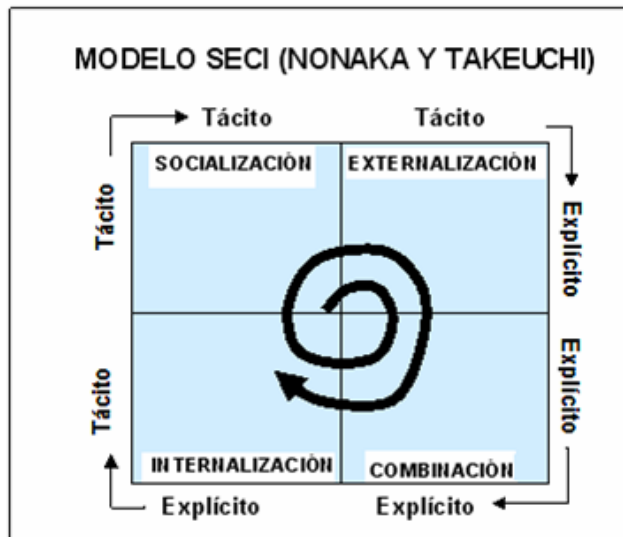 MODELO SECI (NONAKA Y TAKEUCHI)
Tácito Tácito
SOCIALIZACIÓN EXTERNALIZACIÓN
Tácito
Explícito
Tácito
Explícito
INTERNALIZACIÓN COMBINACIÓN
Explícito Explícito